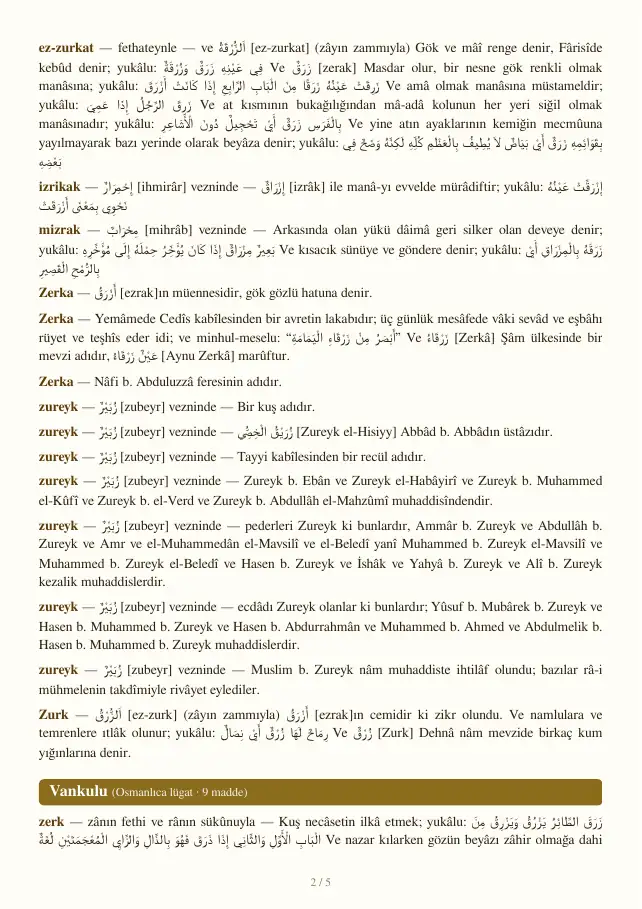 ez-zurkat — fethateynle — ve اَلزُّرْقَةُ [ez-zurkat] (zâyın zammıyla) Gök ve mâî renge denir, Fârisîde
kebûd denir; yukâlu: فِي عَيْنِهِ زَرَقٌ وَزُرْقَةٌ Ve زَرَقٌ [zerak] Masdar olur, bir nesne gök renkli olmak
manâsına; yukâlu: زَرِقَتْ عَيْنُهُ زَرَقًا مِنَ الْبَابِ الرَّابِعِ إِذَا كَانَتْ أَزْرَقَ Ve amâ olmak manâsına müstameldir;
yukâlu: زَرِقَ الرَّجُلُ إِذَا عَمِيَ Ve at kısmının bukağılığından mâ-adâ kolunun her yeri siğil olmak
manâsınadır; yukâlu: بِالْفَرَسِ زَرَقٌ أَيْ تَحْجِيلٌ دُونَ الْأَشَاعِرِ Ve yine atın ayaklarının kemiğin mecmûuna
yayılmayarak bazı yerinde olarak beyâza denir; yukâlu: بِقَوَائِمِهِ زَرَقٌ أَيْ بَيَاضٌ لاَ يُطِيفُ بِالْعَظْمِ كُلِّهِ لَكِنَّهُ وَضَحٌ فِي
بَعْضِهِ
izrikak — إِحْمِرَارٌ [ihmirâr] vezninde — إِزْرِقَاقٌ [izrâk] ile manâ-yı evvelde mürâdiftir; yukâlu: إِزْرَقَّتْ عَيْنُهُ
نَحْوِي بِمَعْنَى أَزْرَقَتْ
mizrak — مِحْرَابٌ [mihrâb] vezninde — Arkasında olan yükü dâima geri silker olan deveye denir;
yukâlu: بَعِيرٌ مِزْرَاقٌ إِذَا كَانَ يُؤَخِّرُ حِمْلَهُ إِلَى مُؤَخَّرِهِ Ve kısacık sünüye ve göndere denir; yukâlu: زَرَقَهُ بِالْمِزْرَاقِ أَيْ
بِالرُّمْحِ الْقَصِيرِ
Zerka — أَزْرَقُ [ezrak]ın müennesidir, gök gözlü hatuna denir.
Zerka — Yemâmede Cedîs kabîlesinden bir avretin lakabıdır; üç günlük mesâfede vâki sevâd ve eşbâhı
rüyet ve teşhîs eder idi; ve minhul-meselu: “أَبْصَرُ مِنْ زَرْقَاءِ الْيَمَامَةِ” Ve زَرْقَاءُ [Zerkâ] Şâm ülkesinde bir
mevzi adıdır, عَيْنُ زَرْقَاءَ [Aynu Zerkâ] marûftur.
Zerka — Nâfi b. Abduluzzâ feresinin adıdır.
zureyk — زُبَيْرٌ [zubeyr] vezninde — Bir kuş adıdır.
zureyk — زُبَيْرٌ [zubeyr] vezninde — زُرَيْقُ الْخَصِيُّ [Zureyk el-Hisiyy] Abbâd b. Abbâdın üstâzıdır.
zureyk — زُبَيْرٌ [zubeyr] vezninde — Tayyi kabîlesinden bir recül adıdır.
zureyk — زُبَيْرٌ [zubeyr] vezninde — Zureyk b. Ebân ve Zureyk el-Habâyirî ve Zureyk b. Muhammed
el-Kûfî ve Zureyk b. el-Verd ve Zureyk b. Abdullâh el-Mahzûmî muhaddisîndendir.
zureyk — زُبَيْرٌ [zubeyr] vezninde — pederleri Zureyk ki bunlardır, Ammâr b. Zureyk ve Abdullâh b.
Zureyk ve Amr ve el-Muhammedân el-Mavsilî ve el-Beledî yanî Muhammed b. Zureyk el-Mavsilî ve
Muhammed b. Zureyk el-Beledî ve Hasen b. Zureyk ve İshâk ve Yahyâ b. Zureyk ve Alî b. Zureyk
kezalik muhaddislerdir.
zureyk — زُبَيْرٌ [zubeyr] vezninde — ecdâdı Zureyk olanlar ki bunlardır; Yûsuf b. Mubârek b. Zureyk ve
Hasen b. Muhammed b. Zureyk ve Hasen b. Abdurrahmân ve Muhammed b. Ahmed ve Abdulmelik b.
Hasen b. Muhammed b. Zureyk muhaddislerdir.
zureyk — زُبَيْرٌ [zubeyr] vezninde — Muslim b. Zureyk nâm muhaddiste ihtilâf olundu; bazılar râ-i
mühmelenin takdîmiyle rivâyet eylediler.
Zurk — اَلزُّرْقُ [ez-zurk] (zâyın zammıyla) أَزْرَقُ [ezrak]ın cemidir ki zikr olundu. Ve namlulara ve
temrenlere ıtlâk olunur; yukâlu: رِمَاحٌ لَهَا زُرْقٌ أَيْ نِصَالٌ Ve زُرْقٌ [Zurk] Dehnâ nâm mevzide birkaç kum
yığınlarına denir.
Vankulu (Osmanlıca lügat · 9 madde)
zerk — zânın fethi ve rânın sükûnuyla — Kuş necâsetin ilkâ etmek; yukâlu: زَرَقَ الطَّائِرُ يَزْرُقُ وَيَزْرِقُ مِنَ
الْبَابِ الْأَوَّلِ وَالثَّانِي إِذَا ذَرَقَ فَهُوَ بِالذَّالِ وَالزَّايِ الْمُعْجَمَتَيْنِ لُغَةٌ Ve nazar kılarken gözün beyâzı zâhir olmağa dahi
2 / 5